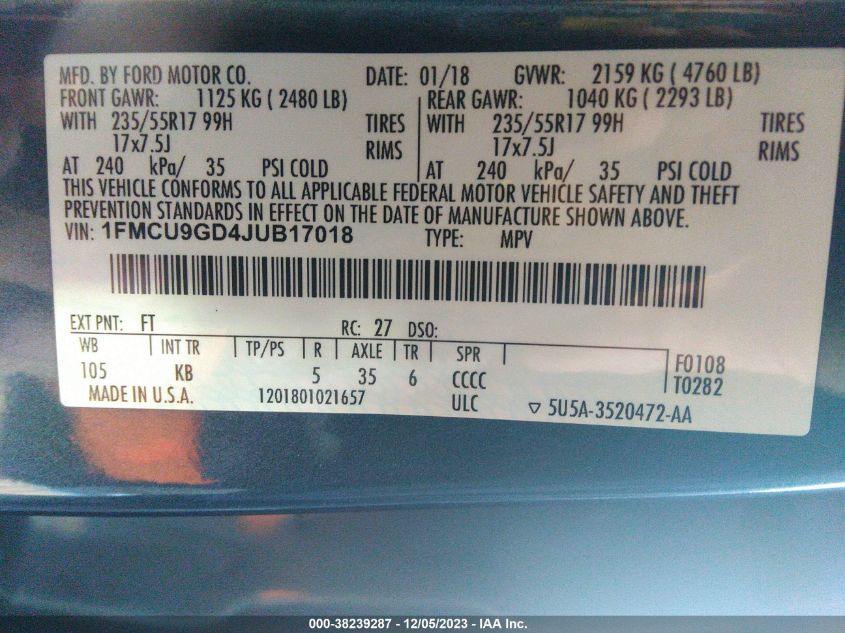 MFD. BY FORD MOTOR CO. DATE: 01/18 GVWR: 2159 KG ( 4760 LB)
FRONT GAWR: 1125 KG ( 2480 LB) REAR GAWR: 1040 KG ( 2293 LB)
WITH 235/55R17 99H TIRES WITH 235/55R17 99H TIRES
17x7.5J RIMS 17x7.5J RIMS
AT 240 kPa/ 35 PSI COLD AT 240 kPa/ 35 PSI COLD
THIS VEHICLE CONFORMS TO ALL APPLICABLE FEDERAL MOTOR VEHICLE SAFETY AND THEFT
PREVENTION STANDARDS IN EFFECT ON THE DATE OF MANUFACTURE SHOWN ABOVE.
VIN: 1FMCU9GD4JUB17018 TYPE: MPV
EXT PNT: FT RC: 27 DSO:
WB INT TR TP/PS R AXLE TR SPR
105 KB 5 35 6 CCCC F0108
MADE IN U.S.A. 1201801021657 ULC ▽ 5U5A-3520472-AA T0282
000-38239287 - 12/05/2023 - IAA Inc.